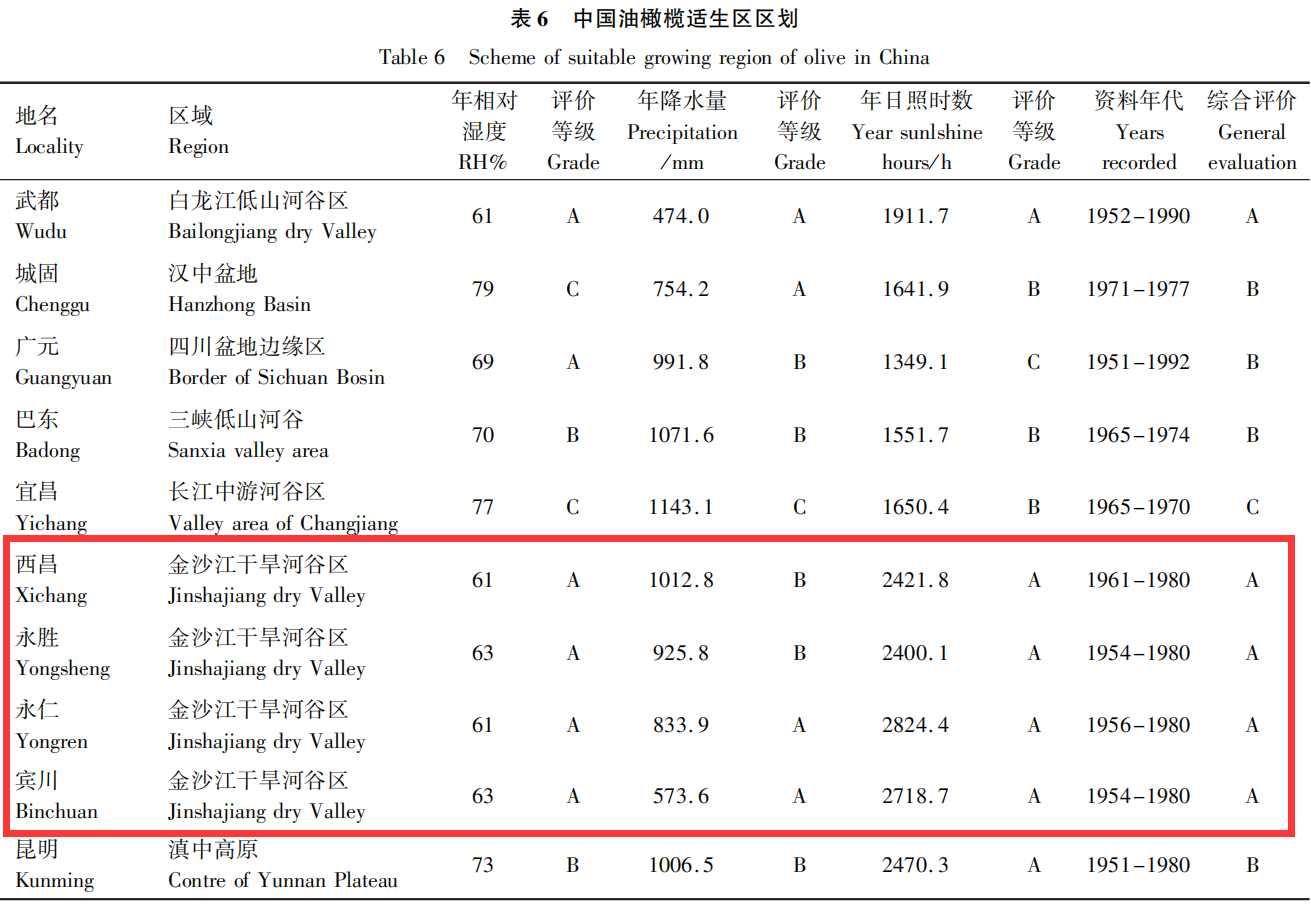 表 6 中国油橄榄适生区区划
Table 6 Scheme of suitable growing region of olive in China
地名 区域 年相对 评价 年降水量 评价 年日照时数 评价 资料年代 综合评价
湿度 等级 Precipitation 等级 Year sunlshine 等级 Years General
Locality Region RH% Grade /mm Grade hours/h Grade recorded evaluation
武都 白龙江低山河谷区
61 A 474.0 A 1911.7 A 1952-1990 A
Wudu Bailongjiang dry Valley
城固 汉中盆地
79 C 754.2 A 1641.9 B 1971-1977 B
Chenggu Hanzhong Basin
广元 四川盆地边缘区
69 A 991.8 B 1349.1 C 1951-1992 B
Guangyuan Border of Sichuan Bosin
巴东 三峡低山河谷
70 B 1071.6 B 1551.7 B 1965-1974 B
Badong Sanxia valley area
宜昌 长江中游河谷区
77 C 1143.1 C 1650.4 B 1965-1970 C
Yichang Valley area of Changjiang
西昌 金沙江干旱河谷区
61 A 1012.8 B 2421.8 A 1961-1980 A
Xichang Jinshajiang dry Valley
永胜 金沙江干旱河谷区
63 A 925.8 B 2400.1 A 1954-1980 A
Yongsheng Jinshajiang dry Valley
永仁 金沙江干旱河谷区
61 A 833.9 A 2824.4 A 1956-1980 A
Yongren Jinshajiang dry Valley
宾川 金沙江干旱河谷区
63 A 573.6 A 2718.7 A 1954-1980 A
Binchuan Jinshajiang dry Valley
昆明 滇中高原
73 B 1006.5 B 2470.3 A 1951-1980 B
Kunming Contre of Yunnan Plateau